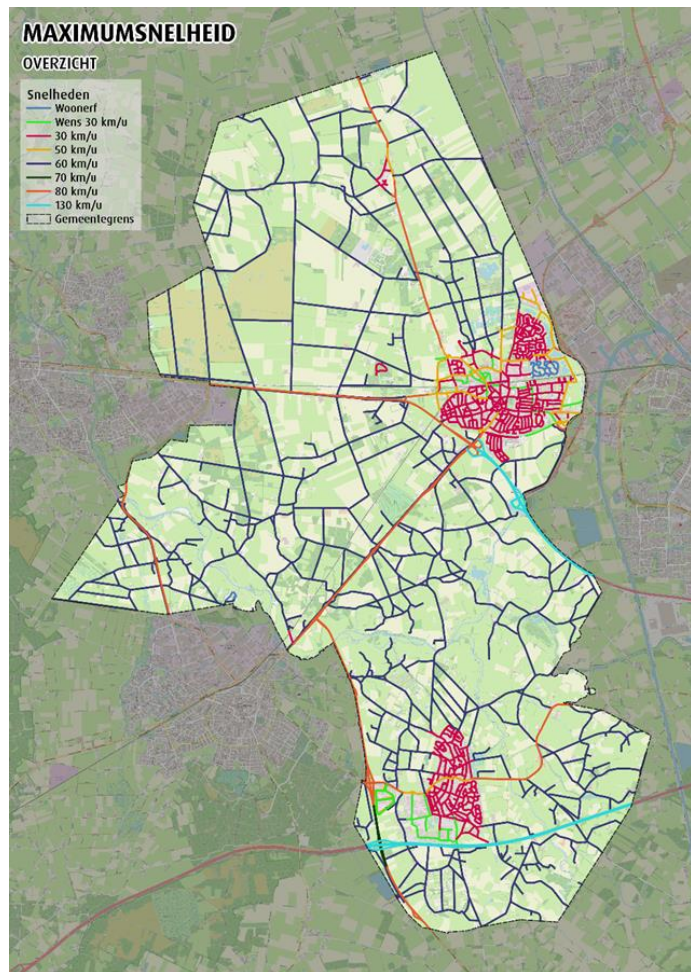 MAXIMUMSNELHEID
OVERZICHT
Snelheden
Woonerf
Wens 30 km/u
30 km/u
50 km/u
60 km/u
70 km/u
80 km/u
130 km/u
Gemeentegrens